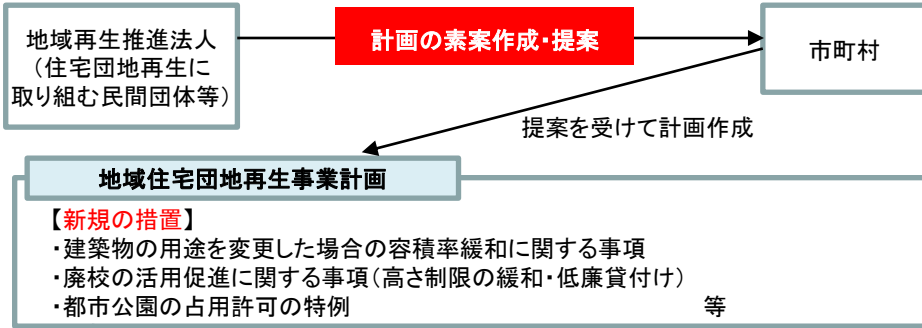 地域再生推進法人
（住宅団地再生に
取り組む民間団体等）
計画の素案作成・提案
市町村
提案を受けて計画作成
地域住宅団地再生事業計画
【新規の措置】
・建築物の用途を変更した場合の容積率緩和に関する事項
・廃校の活用促進に関する事項（高さ制限の緩和・低廉貸付け）
・都市公園の占用許可の特例 等